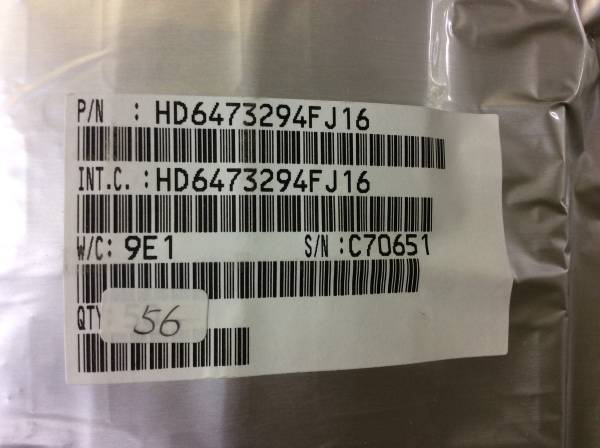 P/N : HD6473294FJ16
INT.C. : HD6473294FJ16
W/C: 9E1 S/N : C70651
QTY 56